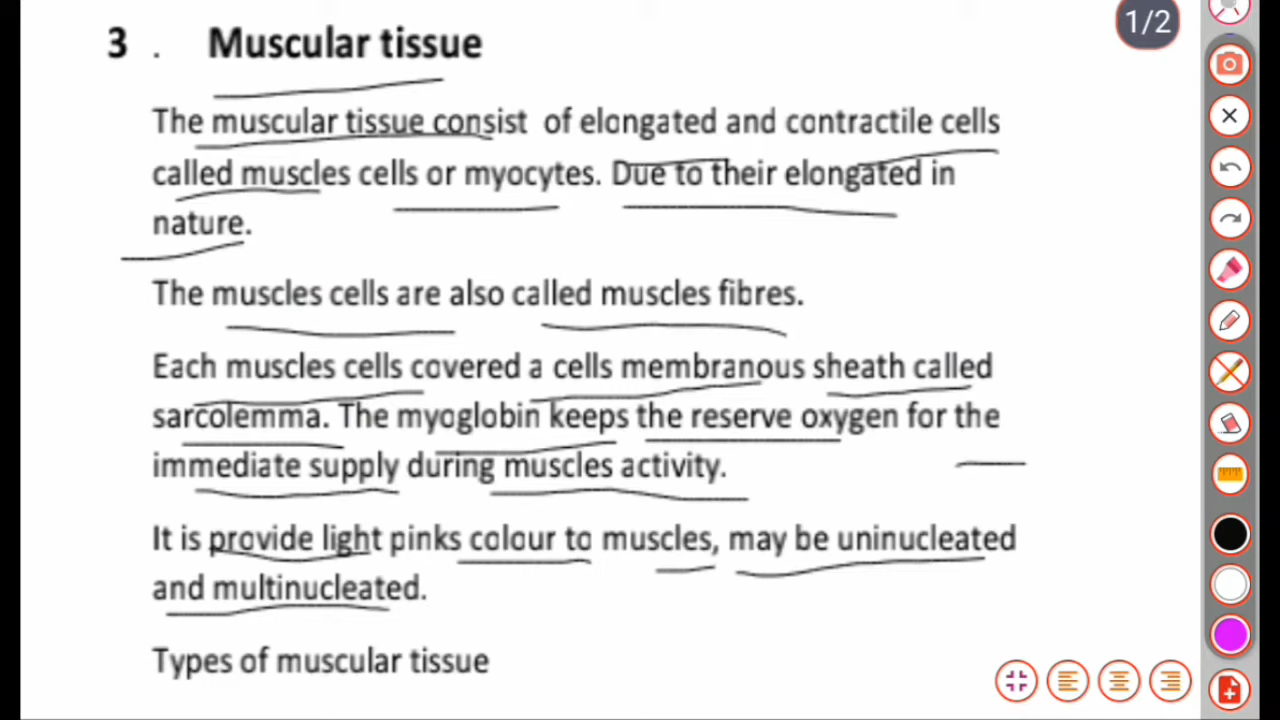 1/2
3 . Muscular tissue
The muscular tissue consist of elongated and contractile cells
called muscles cells or myocytes. Due to their elongated in
nature.
The muscles cells are also called muscles fibres.
Each muscles cells covered a cells membranous sheath called
sarcolemma. The myoglobin keeps the reserve oxygen for the
immediate supply during muscles activity.
It is provide light pinks colour to muscles, may be uninucleated
and multinucleated.
Types of muscular tissue